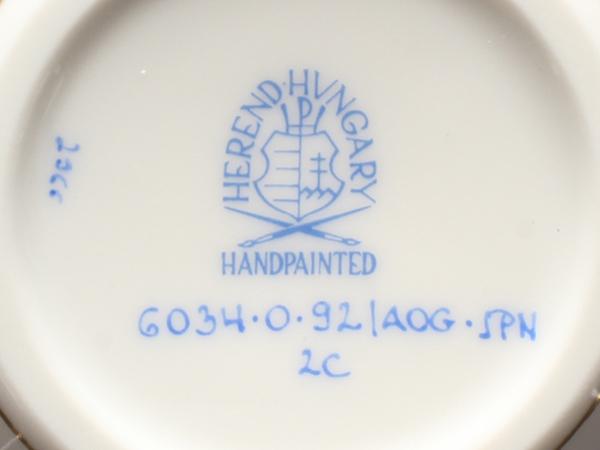 HEREND·HUNGARY
P
HANDPAINTED
6034·0·92|AOG·SPN
2C